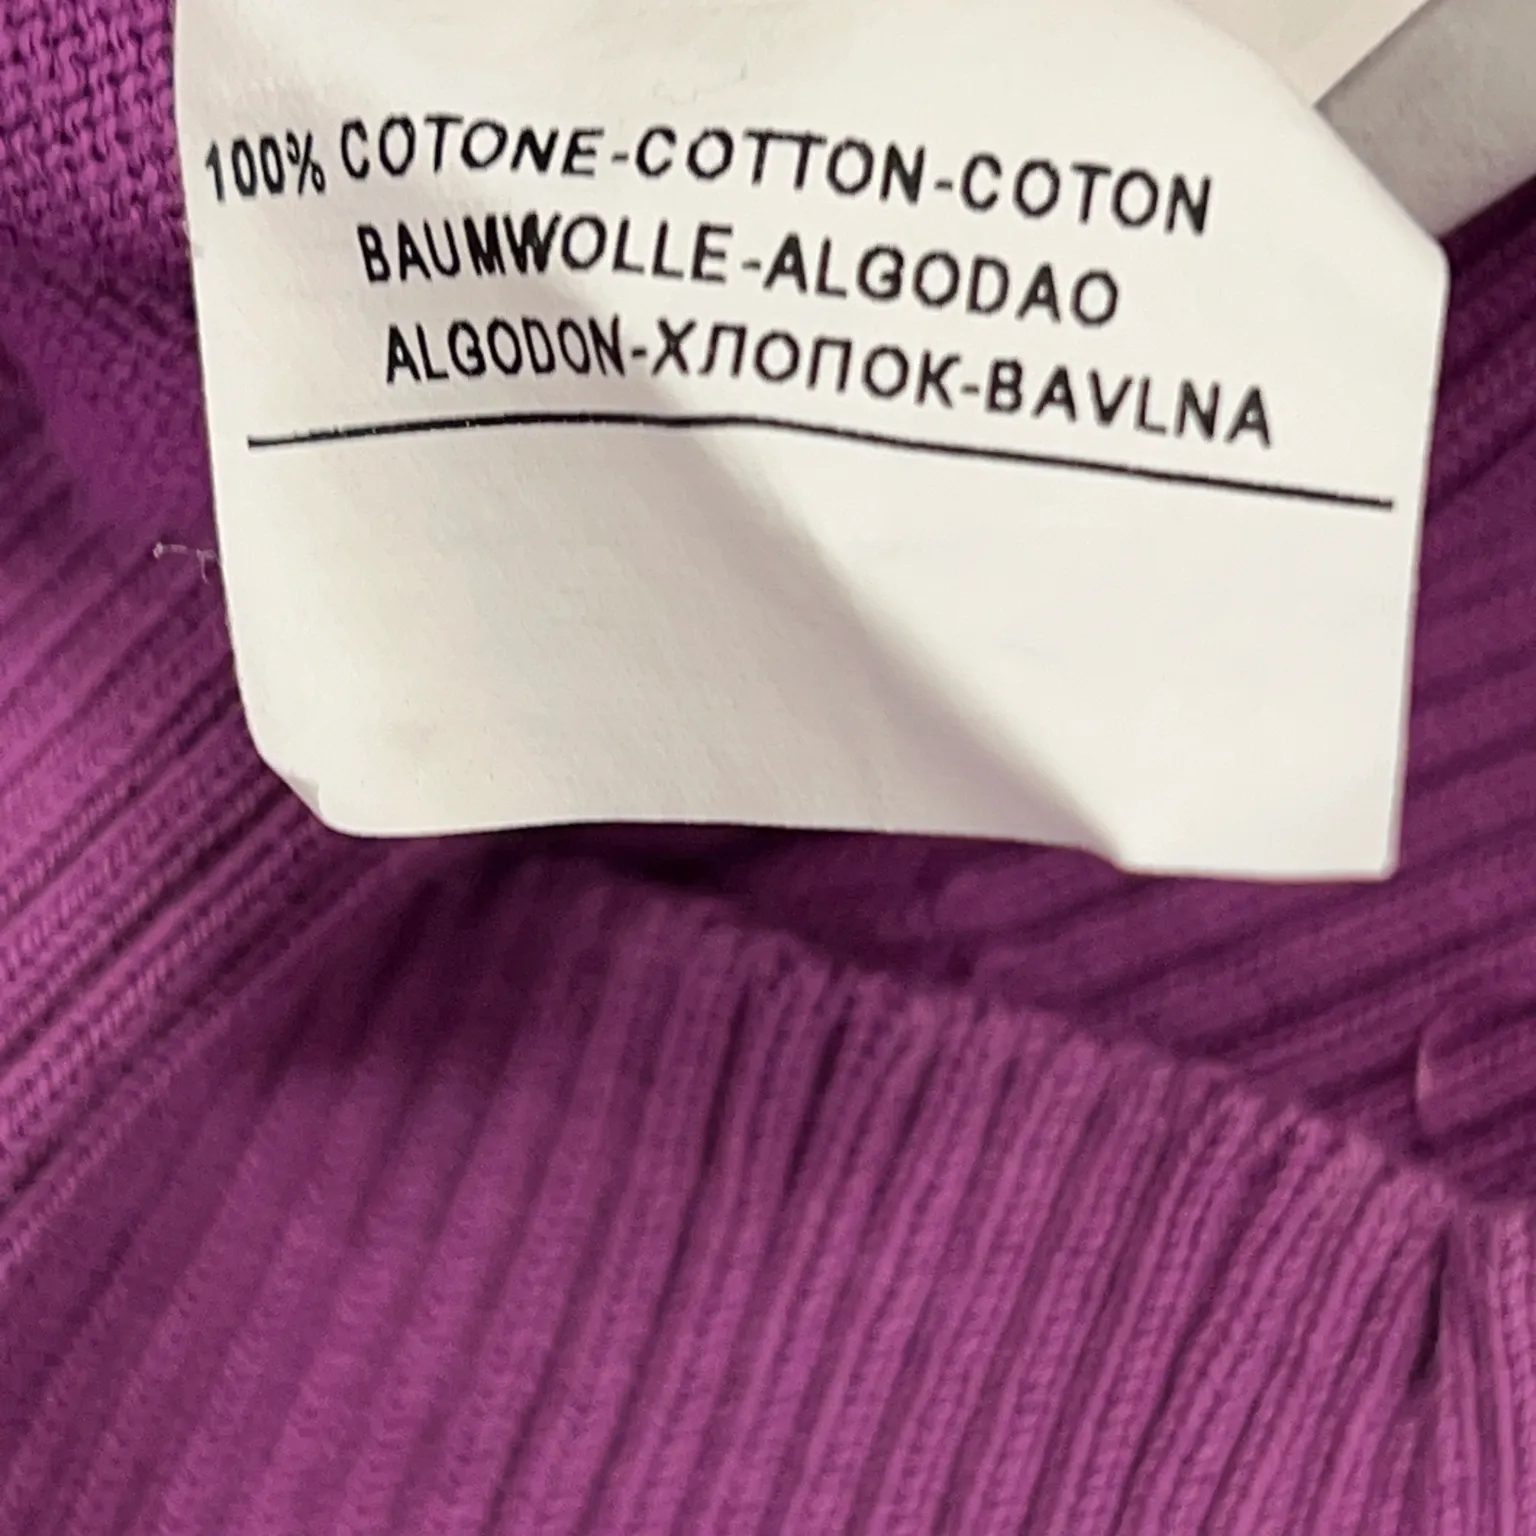 100% COTONE-COTTON-COTON
BAUMWOLLE-ALGODAO
ALGODON-ХЛОПОК-BAVLNA